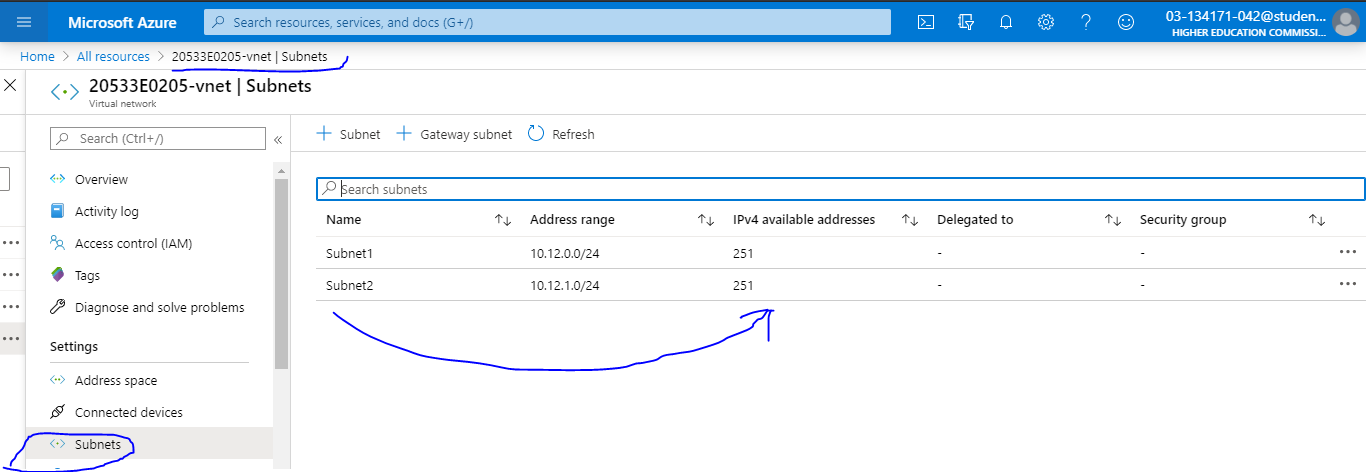 Microsoft Azure
Search resources, services, and docs (G+/)
03-134171-042@studen...
HIGHER EDUCATION COMMISSI...
Home > All resources > 20533E0205-vnet | Subnets
20533E0205-vnet | Subnets
Virtual network
Search (Ctrl+/)
Overview
Activity log
Access control (IAM)
Tags
Diagnose and solve problems
Settings
Address space
Connected devices
Subnets
+ Subnet + Gateway subnet Refresh
Search subnets
Name Address range IPv4 available addresses Delegated to Security group
Subnet1 10.12.0.0/24 251 - -
Subnet2 10.12.1.0/24 251 - -